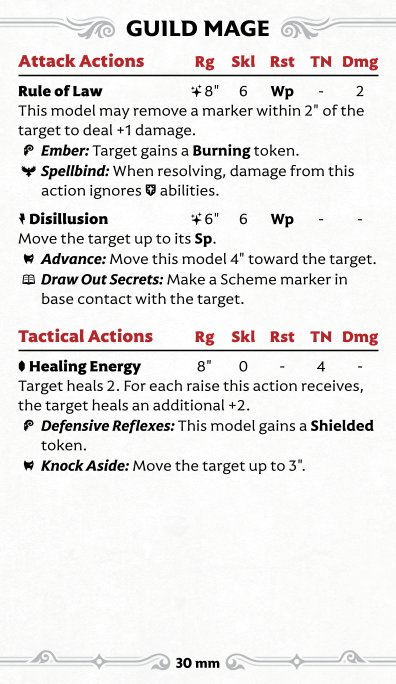 GUILD MAGE
Attack Actions Rg Skl Rst TN Dmg
Rule of Law 8" 6 Wp - 2
This model may remove a marker within 2" of the
target to deal +1 damage.
Ember: Target gains a Burning token.
Spellbind: When resolving, damage from this
action ignores abilities.
Disillusion 6" 6 Wp - -
Move the target up to its Sp.
Advance: Move this model 4" toward the target.
Draw Out Secrets: Make a Scheme marker in
base contact with the target.
Tactical Actions Rg Skl Rst TN Dmg
Healing Energy 8" 0 - 4 -
Target heals 2. For each raise this action receives,
the target heals an additional +2.
Defensive Reflexes: This model gains a Shielded
token.
Knock Aside: Move the target up to 3".
30 mm